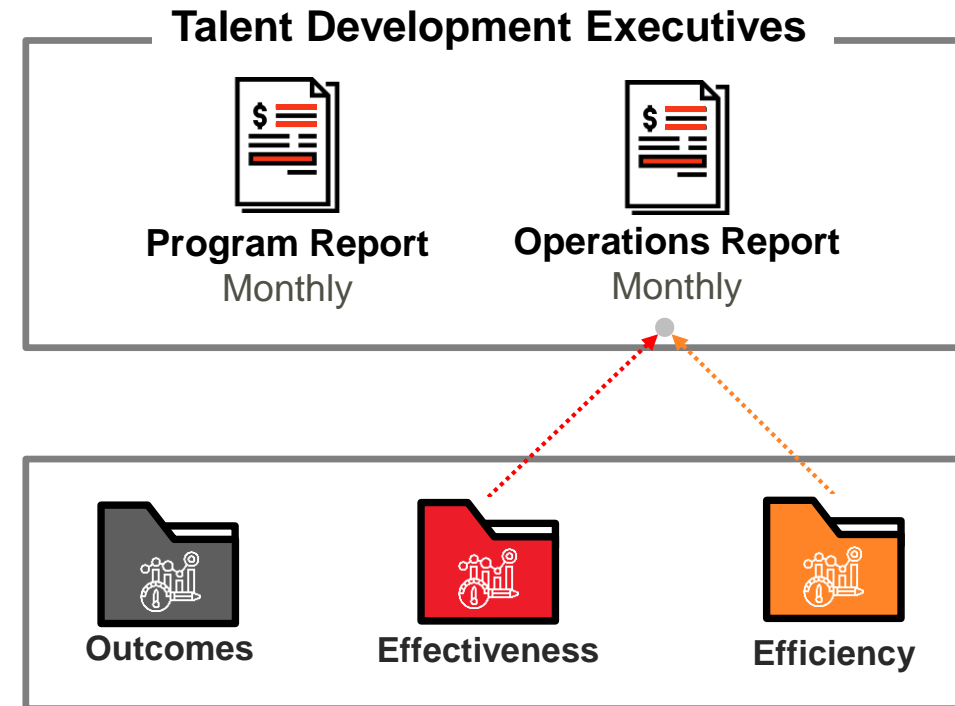 Talent Development Executives
$
$
Program Report
Monthly
Operations Report
Monthly
Outcomes
Effectiveness
Efficiency